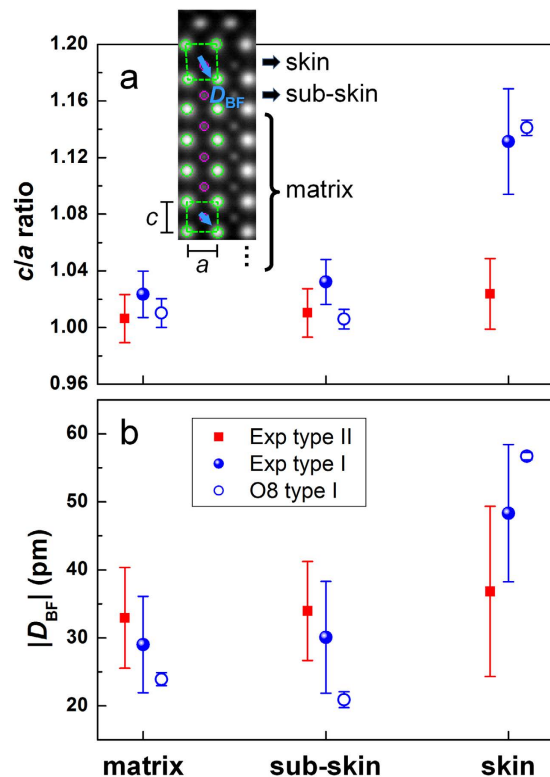 a
skin
sub-skin
matrix
D_BF
c
a
⋮
c/a ratio
1.20
1.16
1.12
1.08
1.04
1.00
0.96
b
Exp type II
Exp type I
O8 type I
|D_BF| (pm)
60
50
40
30
20
matrix sub-skin skin